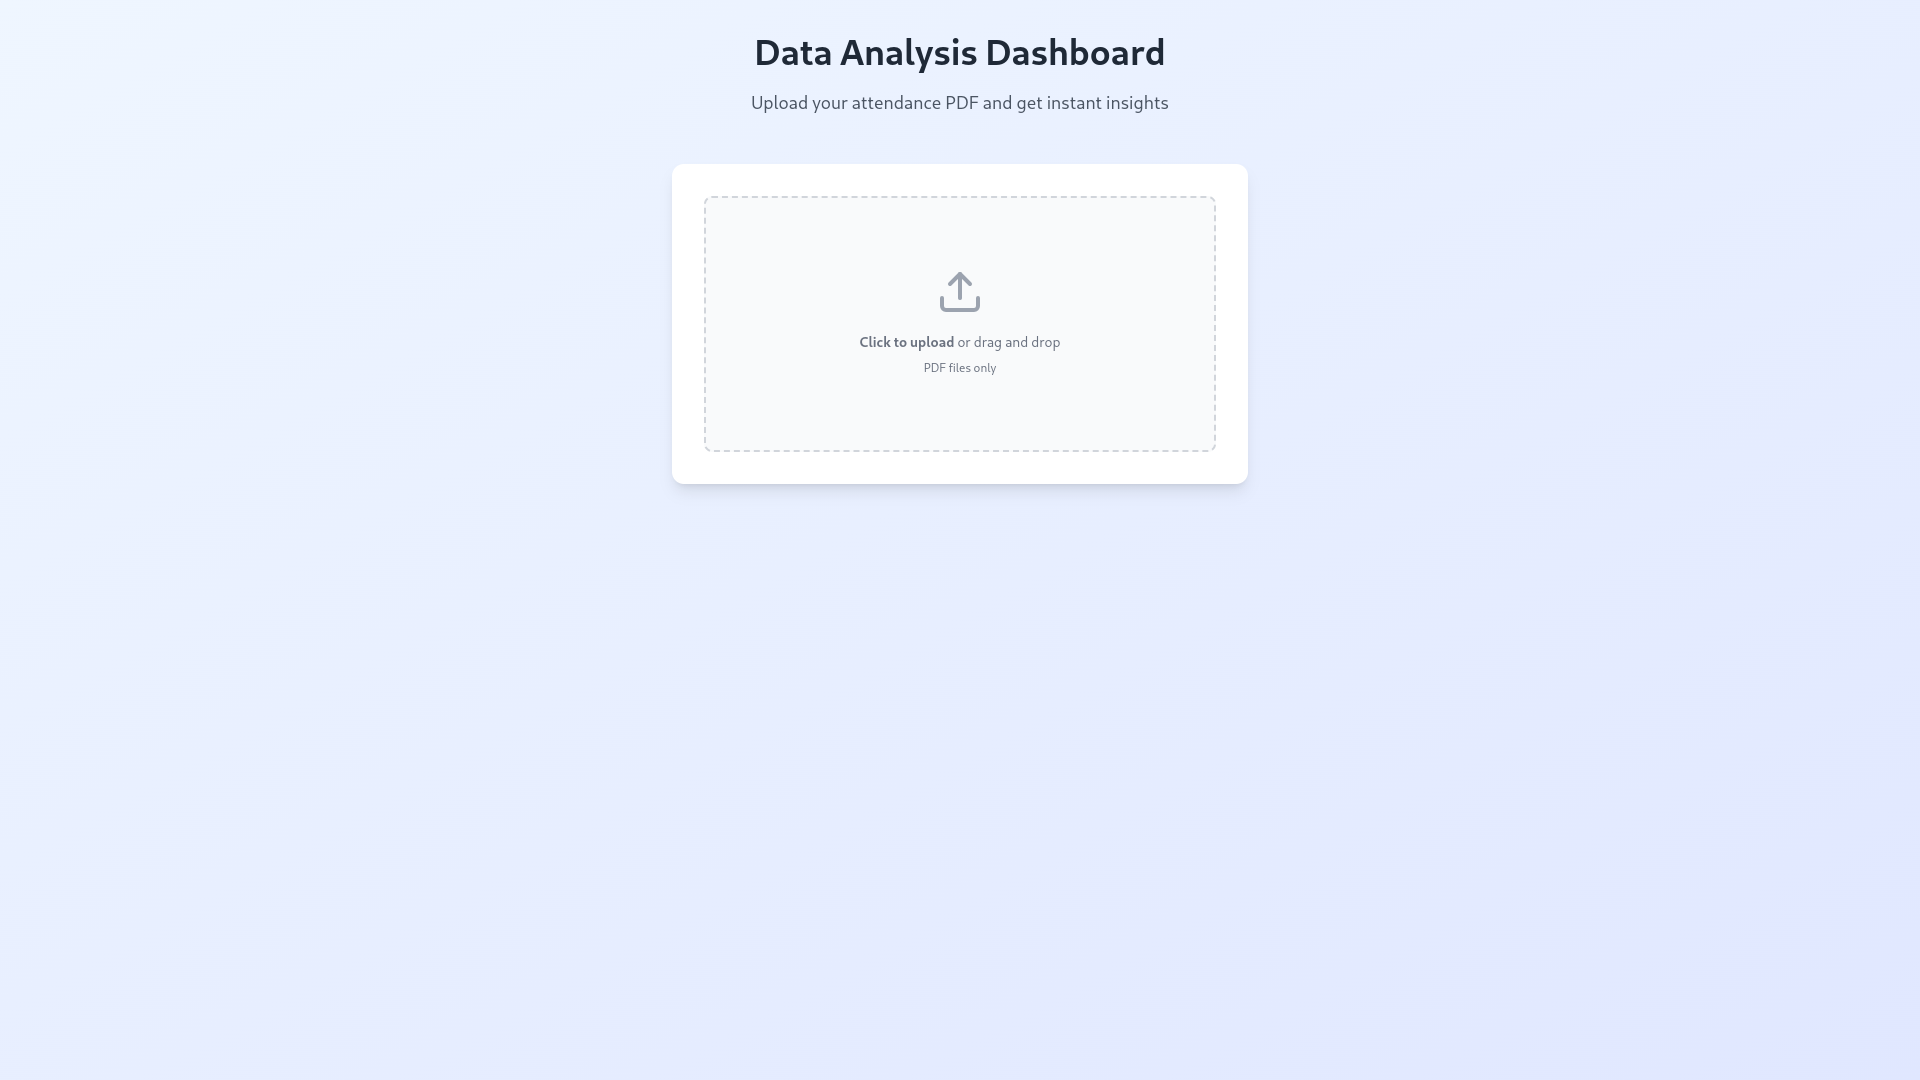 Data Analysis Dashboard
Upload your attendance PDF and get instant insights
Click to upload or drag and drop
PDF files only